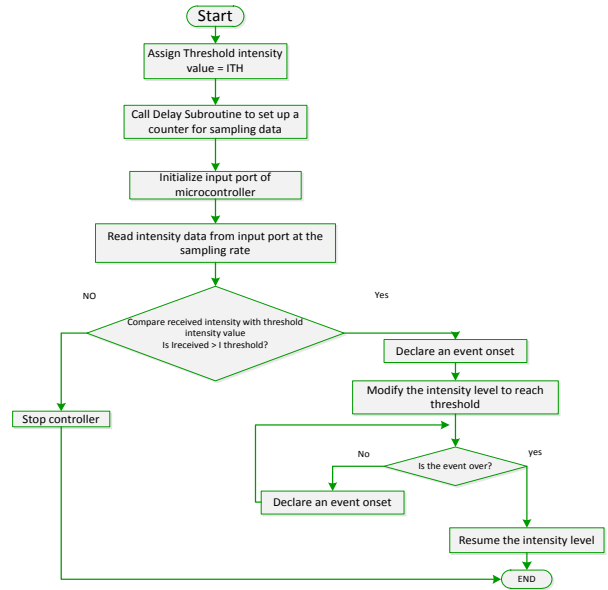 Start
Assign Threshold intensity
value = ITH
Call Delay Subroutine to set up a
counter for sampling data
Initialize input port of
microcontroller
Read intensity data from input port at the
sampling rate
NO
Yes
Compare received intensity with threshold
intensity value
Is Ireceived > I threshold?
Declare an event onset
Modify the intensity level to reach
threshold
Stop controller
No
yes
Is the event over?
Declare an event onset
Resume the intensity level
END